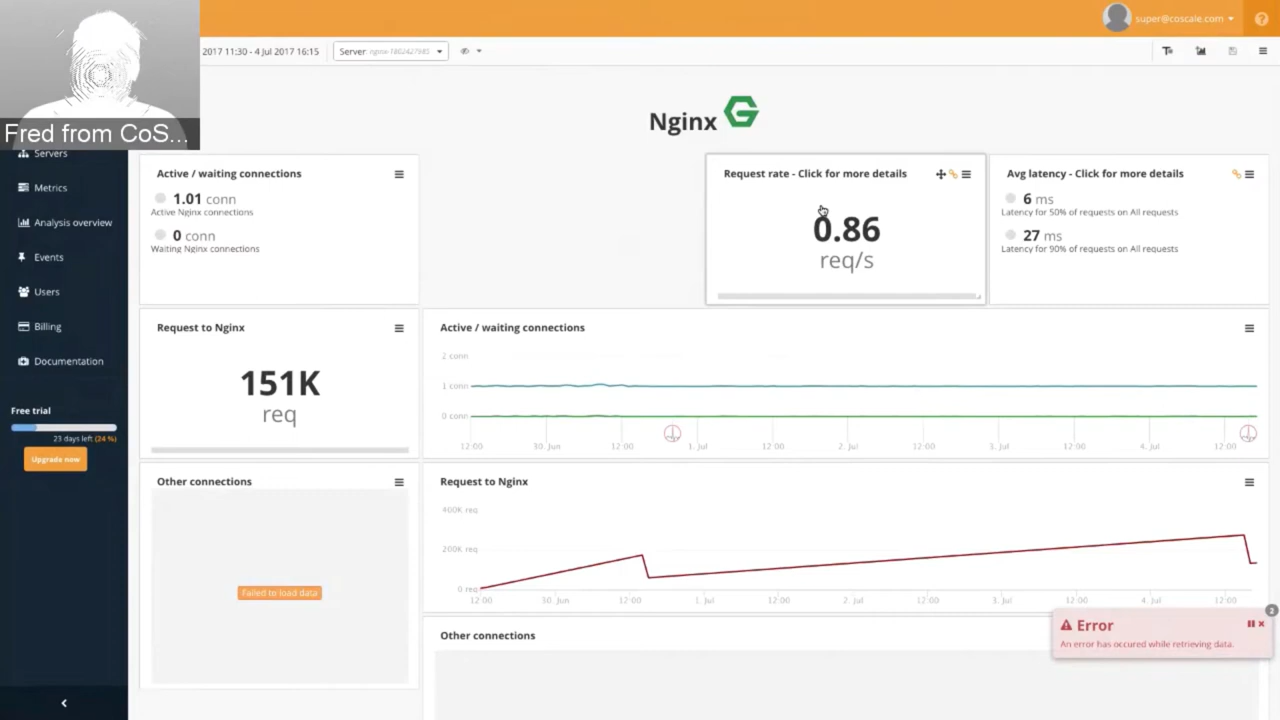 super@coscale.com
2017 11:30 - 4 Jul 2017 16:15
Server: nginx-1802427985
Fred from CoS...
Nginx
Servers
Metrics
Analysis overview
Events
Users
Billing
Documentation
Free trial
23 days left (24 %)
Upgrade now
Active / waiting connections
1.01 conn
Active Nginx connections
0 conn
Waiting Nginx connections
Request rate - Click for more details
0.86
req/s
Avg latency - Click for more details
6 ms
Latency for 50% of requests on All requests
27 ms
Latency for 90% of requests on All requests
Request to Nginx
151K
req
Active / waiting connections
2 conn
1 conn
0 conn
12:00 30. Jun 12:00 1. Jul 12:00 2. Jul 12:00 3. Jul 12:00 4. Jul 12:00
Other connections
Failed to load data
Request to Nginx
400K req
200K req
0 req
12:00 30. Jun 12:00 1. Jul 12:00 2. Jul 12:00 3. Jul 12:00 4. Jul 12:00
Other connections
2
Error
An error has occured while retrieving data.